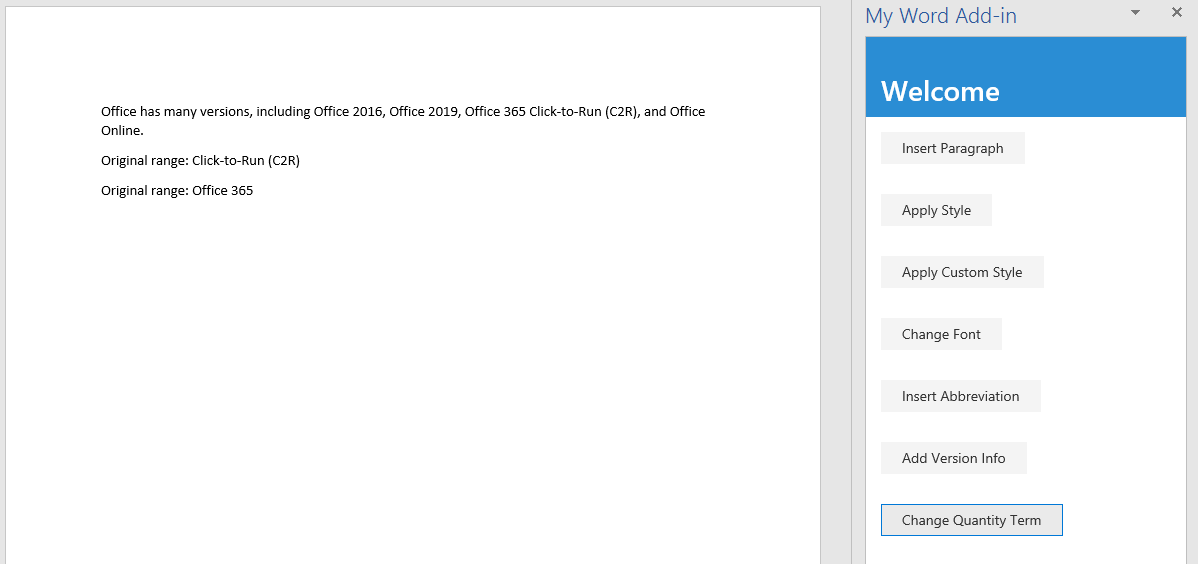 Office has many versions, including Office 2016, Office 2019, Office 365 Click-to-Run (C2R), and Office
Online.
Original range: Click-to-Run (C2R)
Original range: Office 365
My Word Add-in
Welcome
Insert Paragraph
Apply Style
Apply Custom Style
Change Font
Insert Abbreviation
Add Version Info
Change Quantity Term